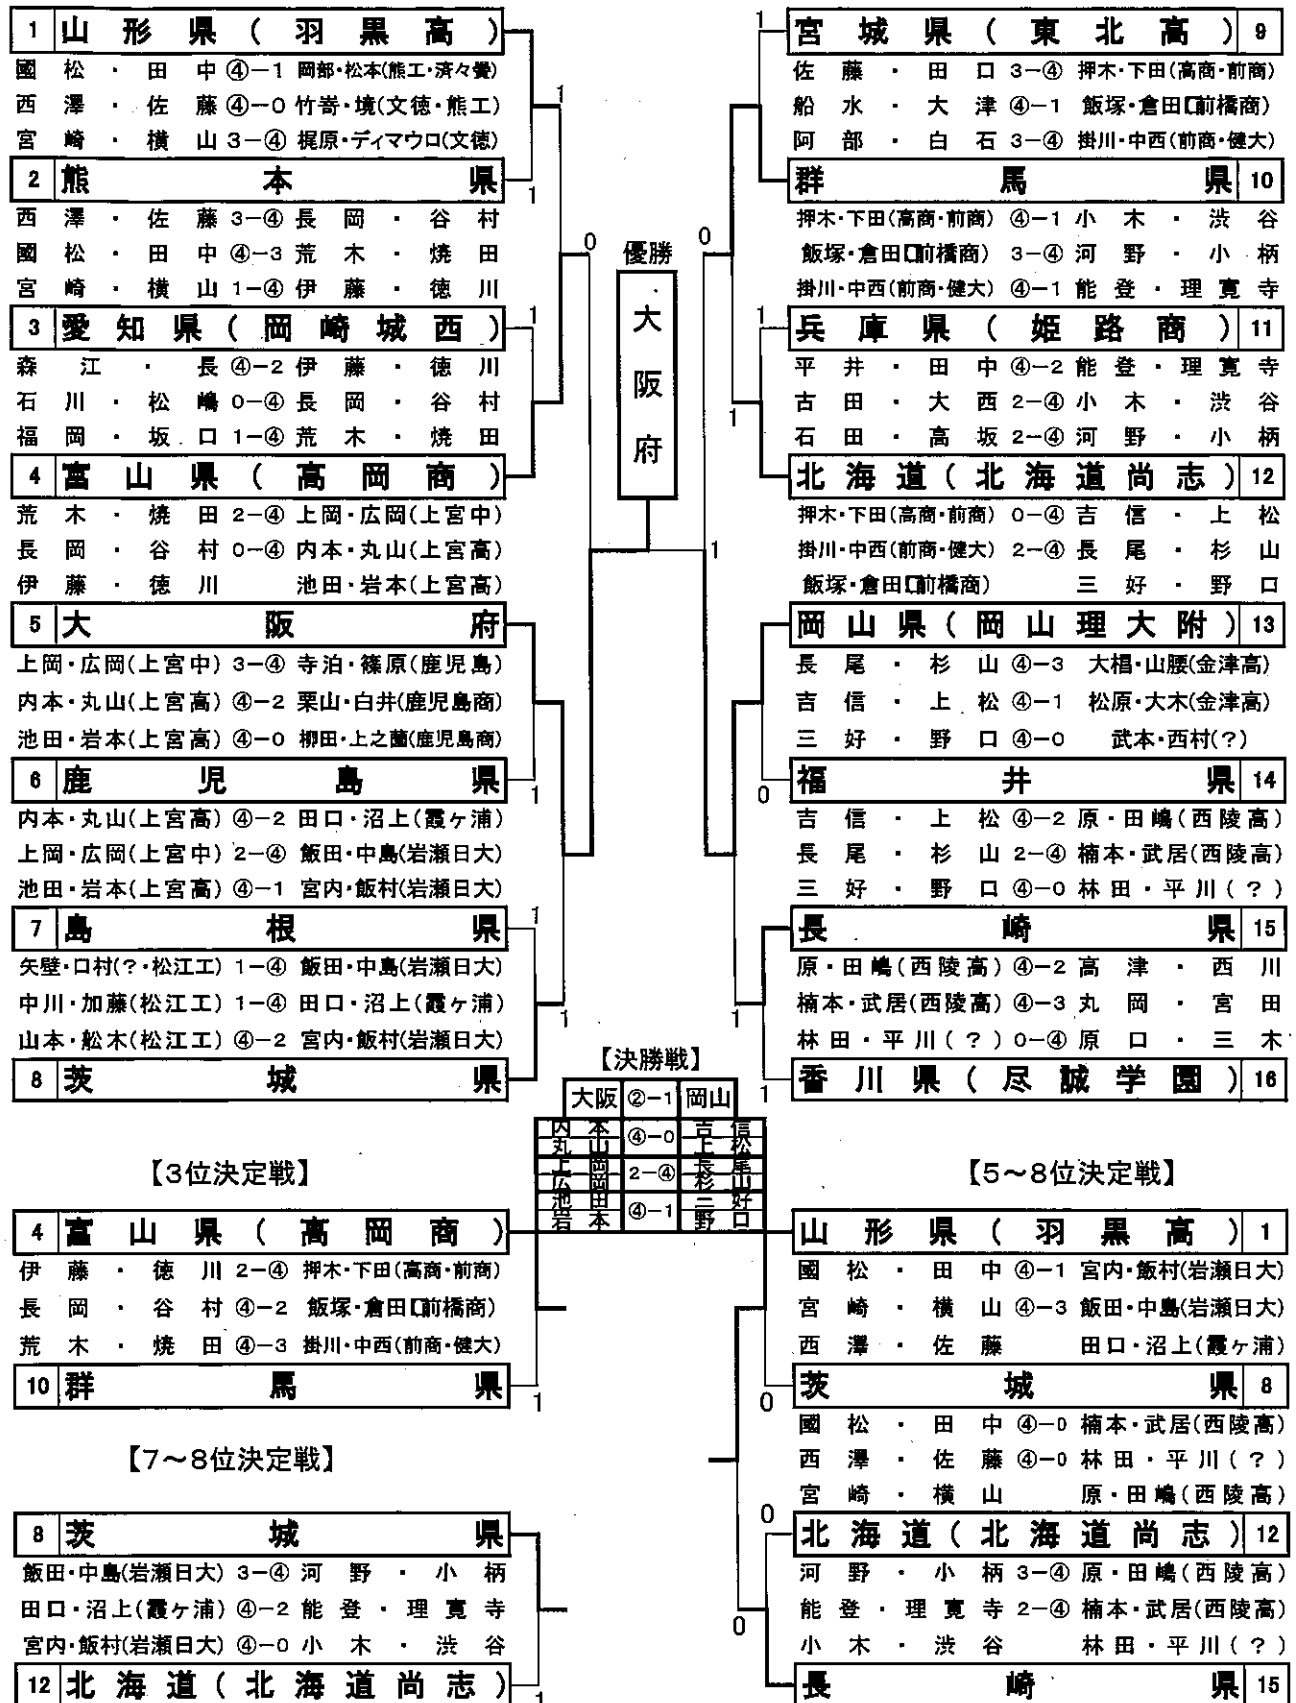 1 山形県(羽黒高)
國松・田中 ④-1 岡部・松本(熊工・済々黌)
西澤・佐藤 ④-0 竹嵜・境(文徳・熊工)
宮崎・横山 3-④ 梶原・ディマウロ(文徳)
2 熊本県
1
1
西澤・佐藤 3-④ 長岡・谷村
國松・田中 ④-3 荒木・焼田
宮崎・横山 1-④ 伊藤・徳川
0
3 愛知県(岡崎城西)
1
森江・長 ④-2 伊藤・徳川
石川・松嶋 0-④ 長岡・谷村
福岡・坂口 1-④ 荒木・焼田
4 富山県(高岡商)
荒木・焼田 2-④ 上岡・広岡(上宮中)
長岡・谷村 0-④ 内本・丸山(上宮高)
伊藤・徳川 池田・岩本(上宮高)
5 大阪府
上岡・広岡(上宮中) 3-④ 寺泊・篠原(鹿児島)
内本・丸山(上宮高) ④-2 栗山・白井(鹿児島商)
池田・岩本(上宮高) ④-0 柳田・上之薗(鹿児島商)
6 鹿児島県
1
内本・丸山(上宮高) ④-2 田口・沼上(霞ヶ浦)
上岡・広岡(上宮中) 2-④ 飯田・中島(岩瀬日大)
池田・岩本(上宮高) ④-1 宮内・飯村(岩瀬日大)
7 島根県
1
矢壁・口村(?・松江工) 1-④ 飯田・中島(岩瀬日大)
中川・加藤(松江工) 1-④ 田口・沼上(霞ヶ浦)
山本・舩木(松江工) ④-2 宮内・飯村(岩瀬日大)
1
8 茨城県
優勝
大阪府
1
宮城県(東北高) 9
佐藤・田口 3-④ 押木・下田(高商・前商)
船水・大津 ④-1 飯塚・倉田[前橋商)
阿部・白石 3-④ 掛川・中西(前商・健大)
群馬県 10
押木・下田(高商・前商) ④-1 小木・渋谷
飯塚・倉田[前橋商) 3-④ 河野・小柄
掛川・中西(前商・健大) ④-1 能登・理寛寺
0
1
兵庫県(姫路商) 11
平井・田中 ④-2 能登・理寛寺
古田・大西 2-④ 小木・渋谷
石田・高坂 2-④ 河野・小柄
1
北海道(北海道尚志) 12
押木・下田(高商・前商) 0-④ 吉信・上松
掛川・中西(前商・健大) 2-④ 長尾・杉山
飯塚・倉田[前橋商) 三好・野口
1
岡山県(岡山理大附) 13
長尾・杉山 ④-3 大椙・山腰(金津高)
吉信・上松 ④-1 松原・大木(金津高)
三好・野口 ④-0 武本・西村(?)
0
福井県 14
吉信・上松 ④-2 原・田嶋(西陵高)
長尾・杉山 2-④ 楠本・武居(西陵高)
三好・野口 ④-0 林田・平川(?)
長崎県 15
原・田嶋(西陵高) ④-2 高津・西川
楠本・武居(西陵高) ④-3 丸岡・宮田
林田・平川(?) 0-④ 原口・三木
1
香川県(尽誠学園) 16
1
【決勝戦】
大阪 ②-1 岡山
内本 丸山 ④-0 吉信 上松
上岡 広岡 2-④ 長尾 杉山
池田 岩本 ④-1 三好 野口
【3位決定戦】
4 富山県(高岡商)
伊藤・徳川 2-④ 押木・下田(高商・前商)
長岡・谷村 ④-2 飯塚・倉田[前橋商)
荒木・焼田 ④-3 掛川・中西(前商・健大)
10 群馬県
1
【7～8位決定戦】
8 茨城県
飯田・中島(岩瀬日大) 3-④ 河野・小柄
田口・沼上(霞ヶ浦) ④-2 能登・理寛寺
宮内・飯村(岩瀬日大) ④-0 小木・渋谷
12 北海道(北海道尚志)
1
【5～8位決定戦】
山形県(羽黒高) 1
國松・田中 ④-1 宮内・飯村(岩瀬日大)
宮崎・横山 ④-3 飯田・中島(岩瀬日大)
西澤・佐藤 田口・沼上(霞ヶ浦)
茨城県 8
0
國松・田中 ④-0 楠本・武居(西陵高)
西澤・佐藤 ④-0 林田・平川(?)
宮崎・横山 原・田嶋(西陵高)
0
北海道(北海道尚志) 12
河野・小柄 3-④ 原・田嶋(西陵高)
能登・理寛寺 2-④ 楠本・武居(西陵高)
0
小木・渋谷 林田・平川(?)
長崎県 15